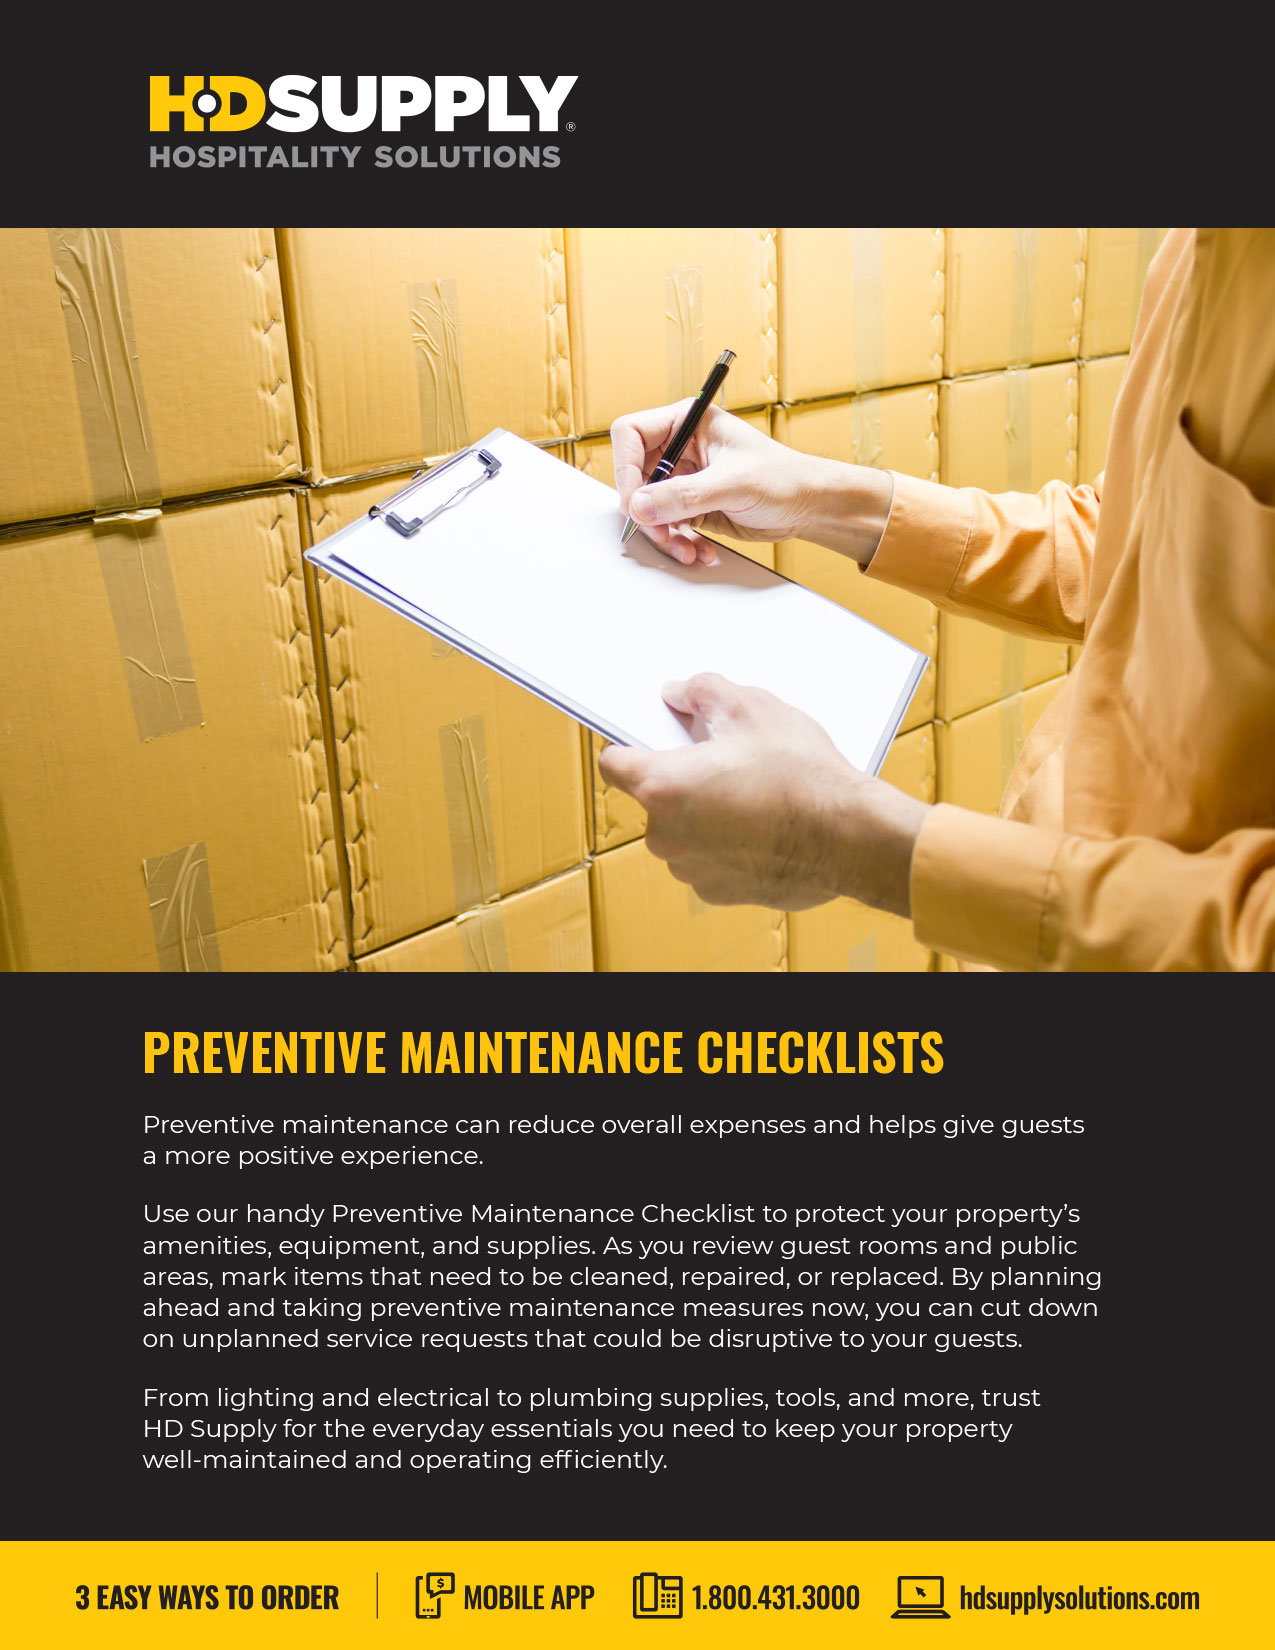 HDSUPPLY®
HOSPITALITY SOLUTIONS
PREVENTIVE MAINTENANCE CHECKLISTS
Preventive maintenance can reduce overall expenses and helps give guests
a more positive experience.
Use our handy Preventive Maintenance Checklist to protect your property’s
amenities, equipment, and supplies. As you review guest rooms and public
areas, mark items that need to be cleaned, repaired, or replaced. By planning
ahead and taking preventive maintenance measures now, you can cut down
on unplanned service requests that could be disruptive to your guests.
From lighting and electrical to plumbing supplies, tools, and more, trust
HD Supply for the everyday essentials you need to keep your property
well-maintained and operating efficiently.
3 EASY WAYS TO ORDER $ MOBILE APP 1.800.431.3000 hdsupplysolutions.com